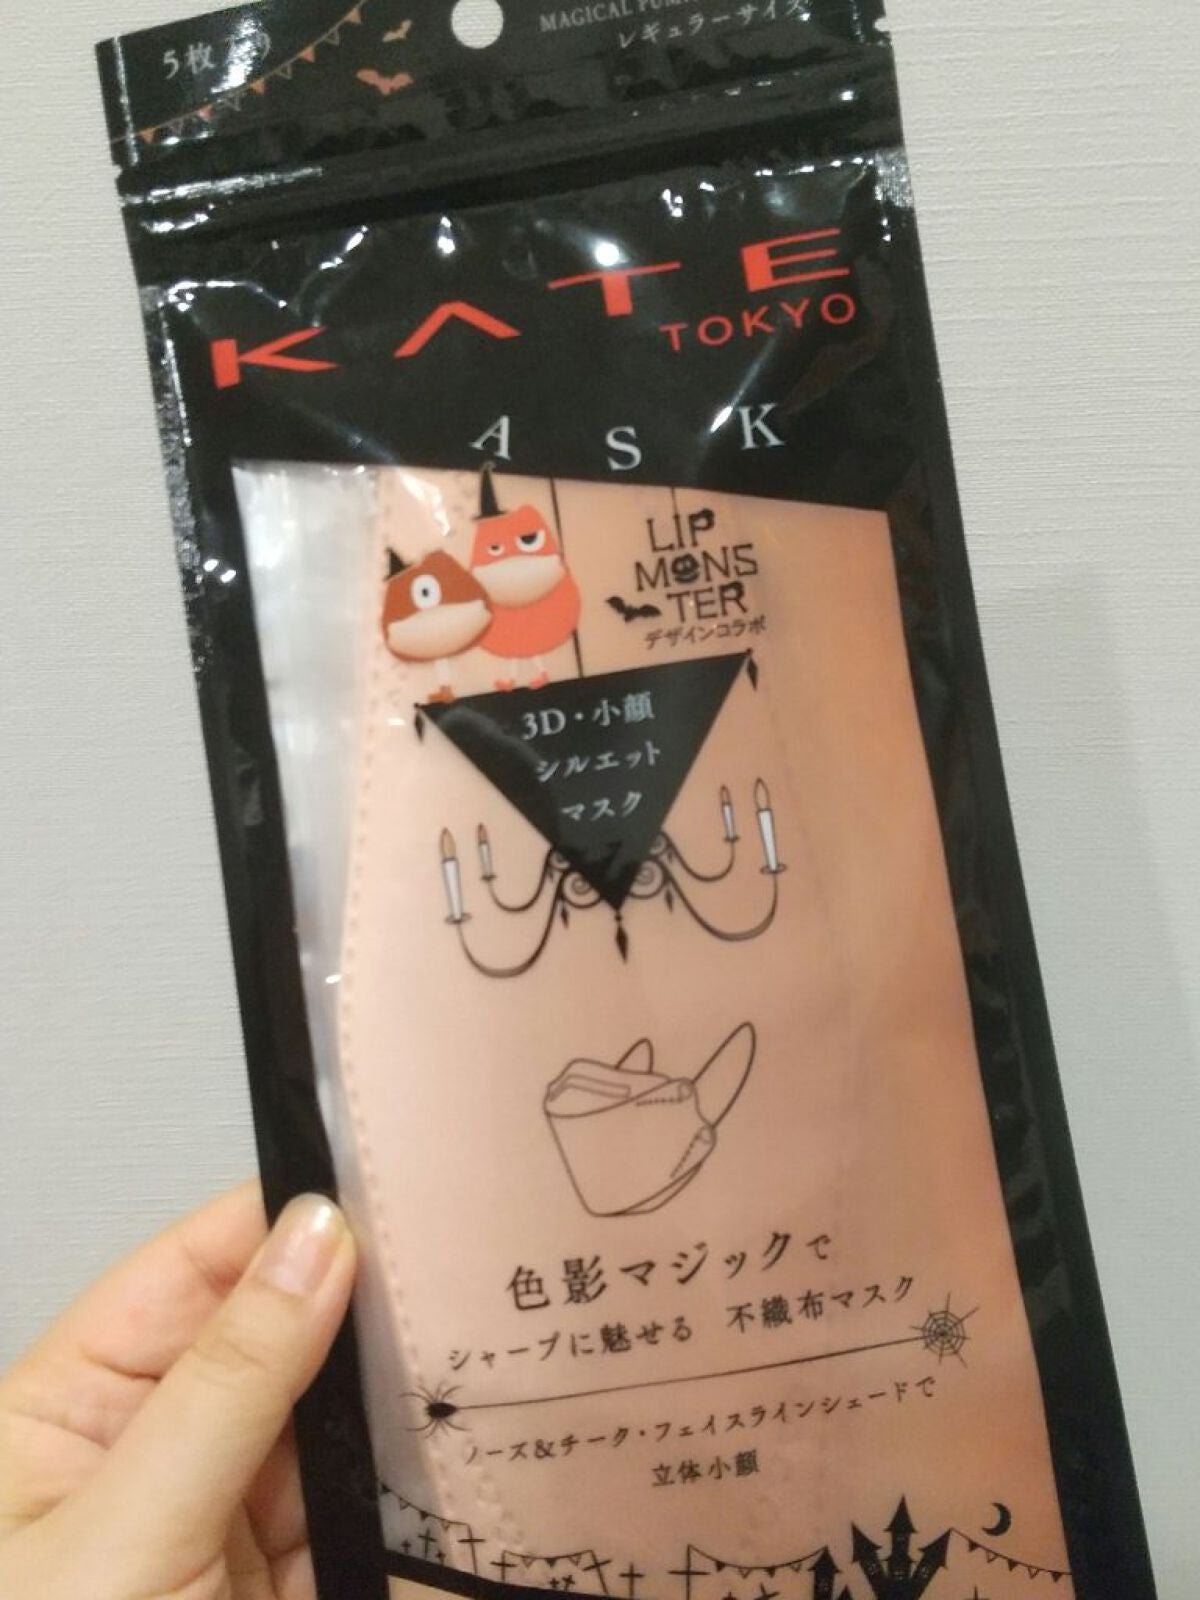 5枚入り
MAGICAL
レギュラーサイズ
KATE
TOKYO
ASK
LIP
MONS
TER
デザインコラボ
3D・小顔
シルエット
マスク
色影マジックで
シャープに魅せる 不織布マスク
ノーズ&チーク・フェイスラインシェードで
立体小顔